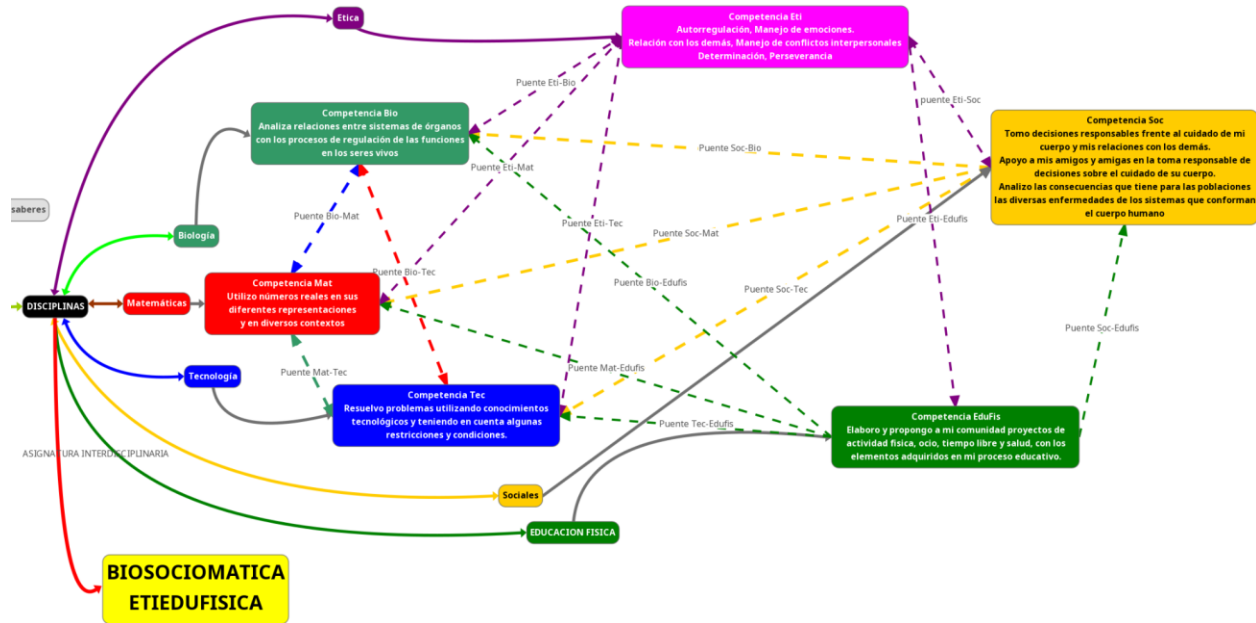 Etica
Competencia Eti
Autorregulación, Manejo de emociones.
Relación con los demás, Manejo de conflictos interpersonales
Determinación, Perseverancia
Puente Eti-Bio
puente Eti-Soc
Competencia Bio
Analiza relaciones entre sistemas de órganos
con los procesos de regulación de las funciones
en los seres vivos
Competencia Soc
Tomo decisiones responsables frente al cuidado de mi
cuerpo y mis relaciones con los demás.
Apoyo a mis amigos y amigas en la toma responsable de
decisiones sobre el cuidado de su cuerpo.
Analizo las consecuencias que tiene para las poblaciones
las diversas enfermedades de los sistemas que conforman
el cuerpo humano
Puente Soc-Bio
Puente Eti-Mat
saberes
Puente Bio-Mat
Puente Eti-Tec
Puente Eti-Edufis
Biología
Puente Soc-Mat
Puente Bio-Tec
Puente Bio-Edufis
Puente Soc-Tec
DISCIPLINAS
Matemáticas
Competencia Mat
Utilizo números reales en sus
diferentes representaciones
y en diversos contextos
Puente Soc-Edufis
Tecnología
Puente Mat-Tec
Puente Mat-Edufis
Competencia Tec
Resuelvo problemas utilizando conocimientos
tecnológicos y teniendo en cuenta algunas
restricciones y condiciones.
Puente Tec-Edufis
Competencia EduFis
Elaboro y propongo a mi comunidad proyectos de
actividad física, ocio, tiempo libre y salud, con los
elementos adquiridos en mi proceso educativo.
ASIGNATURA INTERDISCIPLINARIA
Sociales
EDUCACION FISICA
BIOSOCIOMATICA
ETIEDUFISICA